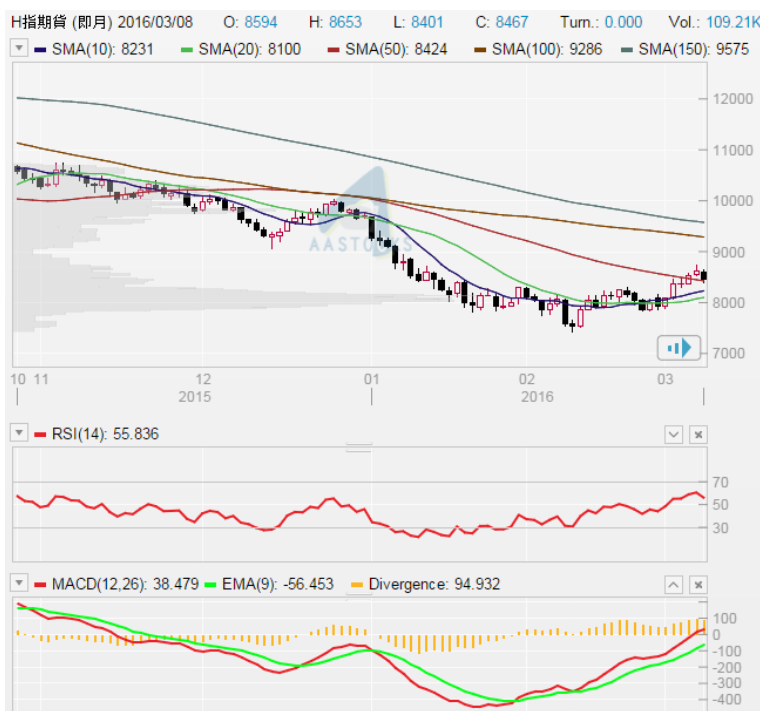 H指期貨 (即月) 2016/03/08 O: 8594 H: 8653 L: 8401 C: 8467 Turn.: 0.000 Vol.: 109.21K
SMA(10): 8231 SMA(20): 8100 SMA(50): 8424 SMA(100): 9286 SMA(150): 9575
12000
11000
10000
AASTOCKS
9000
8000
7000
10 11 12 01 02 03
2015 2016
RSI(14): 55.836
70
50
30
MACD(12,26): 38.479 EMA(9): -56.453 Divergence: 94.932
100
0
-100
-200
-300
-400